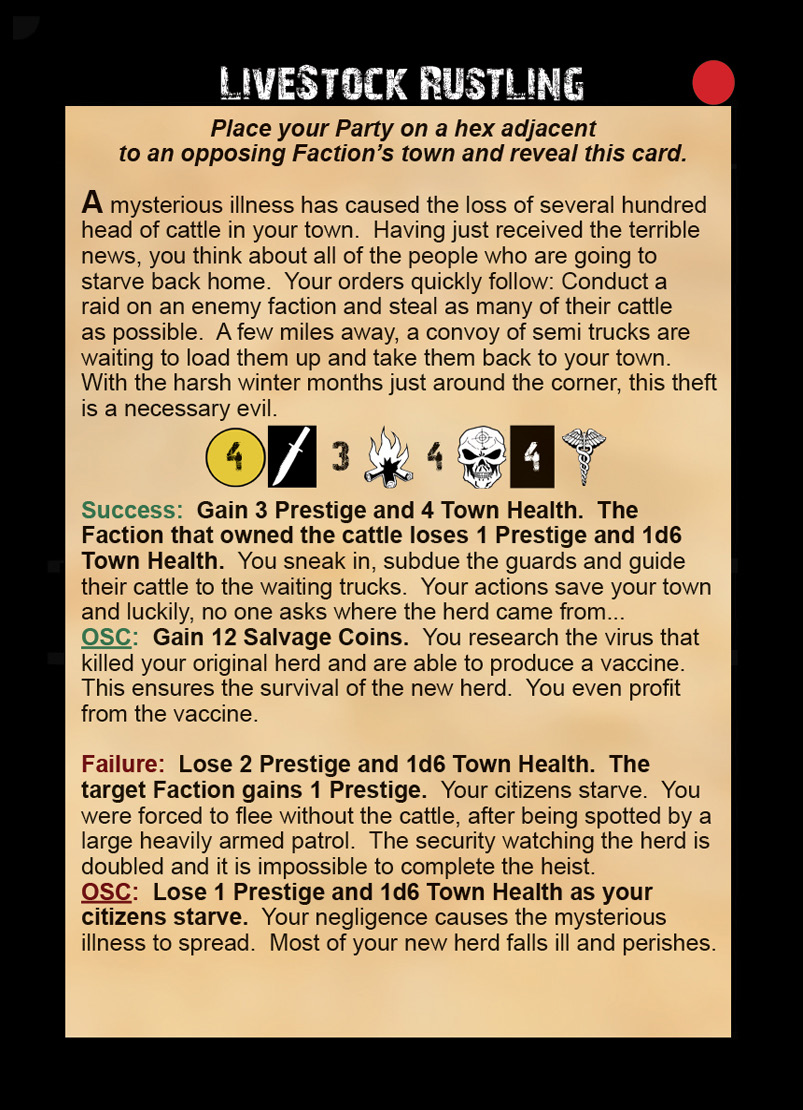 LIVESTOCK RUSTLING
Place your Party on a hex adjacent
to an opposing Faction's town and reveal this card.
A mysterious illness has caused the loss of several hundred
head of cattle in your town.  Having just received the terrible
news, you think about all of the people who are going to
starve back home.  Your orders quickly follow: Conduct a
raid on an enemy faction and steal as many of their cattle
as possible.  A few miles away, a convoy of semi trucks are
waiting to load them up and take them back to your town.
With the harsh winter months just around the corner, this theft
is a necessary evil.
4 3 4 4
Success:  Gain 3 Prestige and 4 Town Health.  The
Faction that owned the cattle loses 1 Prestige and 1d6
Town Health.  You sneak in, subdue the guards and guide
their cattle to the waiting trucks.  Your actions save your town
and luckily, no one asks where the herd came from...
OSC:  Gain 12 Salvage Coins.  You research the virus that
killed your original herd and are able to produce a vaccine.
This ensures the survival of the new herd.  You even profit
from the vaccine.
Failure:  Lose 2 Prestige and 1d6 Town Health.  The
target Faction gains 1 Prestige.  Your citizens starve.  You
were forced to flee without the cattle, after being spotted by a
large heavily armed patrol.  The security watching the herd is
doubled and it is impossible to complete the heist.
OSC:  Lose 1 Prestige and 1d6 Town Health as your
citizens starve.  Your negligence causes the mysterious
illness to spread.  Most of your new herd falls ill and perishes.